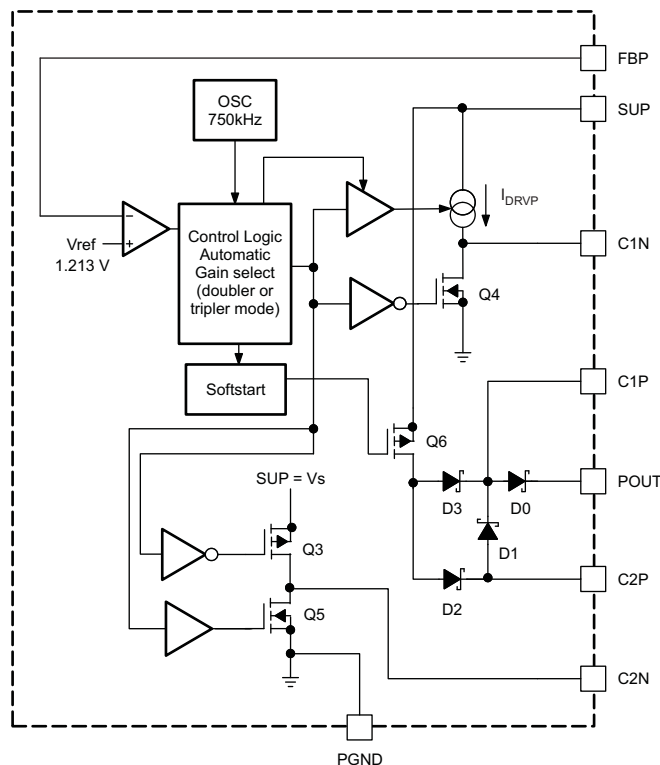 FBP
OSC
750kHz
SUP
I DRVP
Vref
1.213 V
−
+
Control Logic
Automatic
Gain select
(doubler or
tripler mode)
C1N
Q4
Softstart
C1P
Q6
SUP = Vs
POUT
D3
D0
D1
Q3
C2P
D2
Q5
C2N
PGND